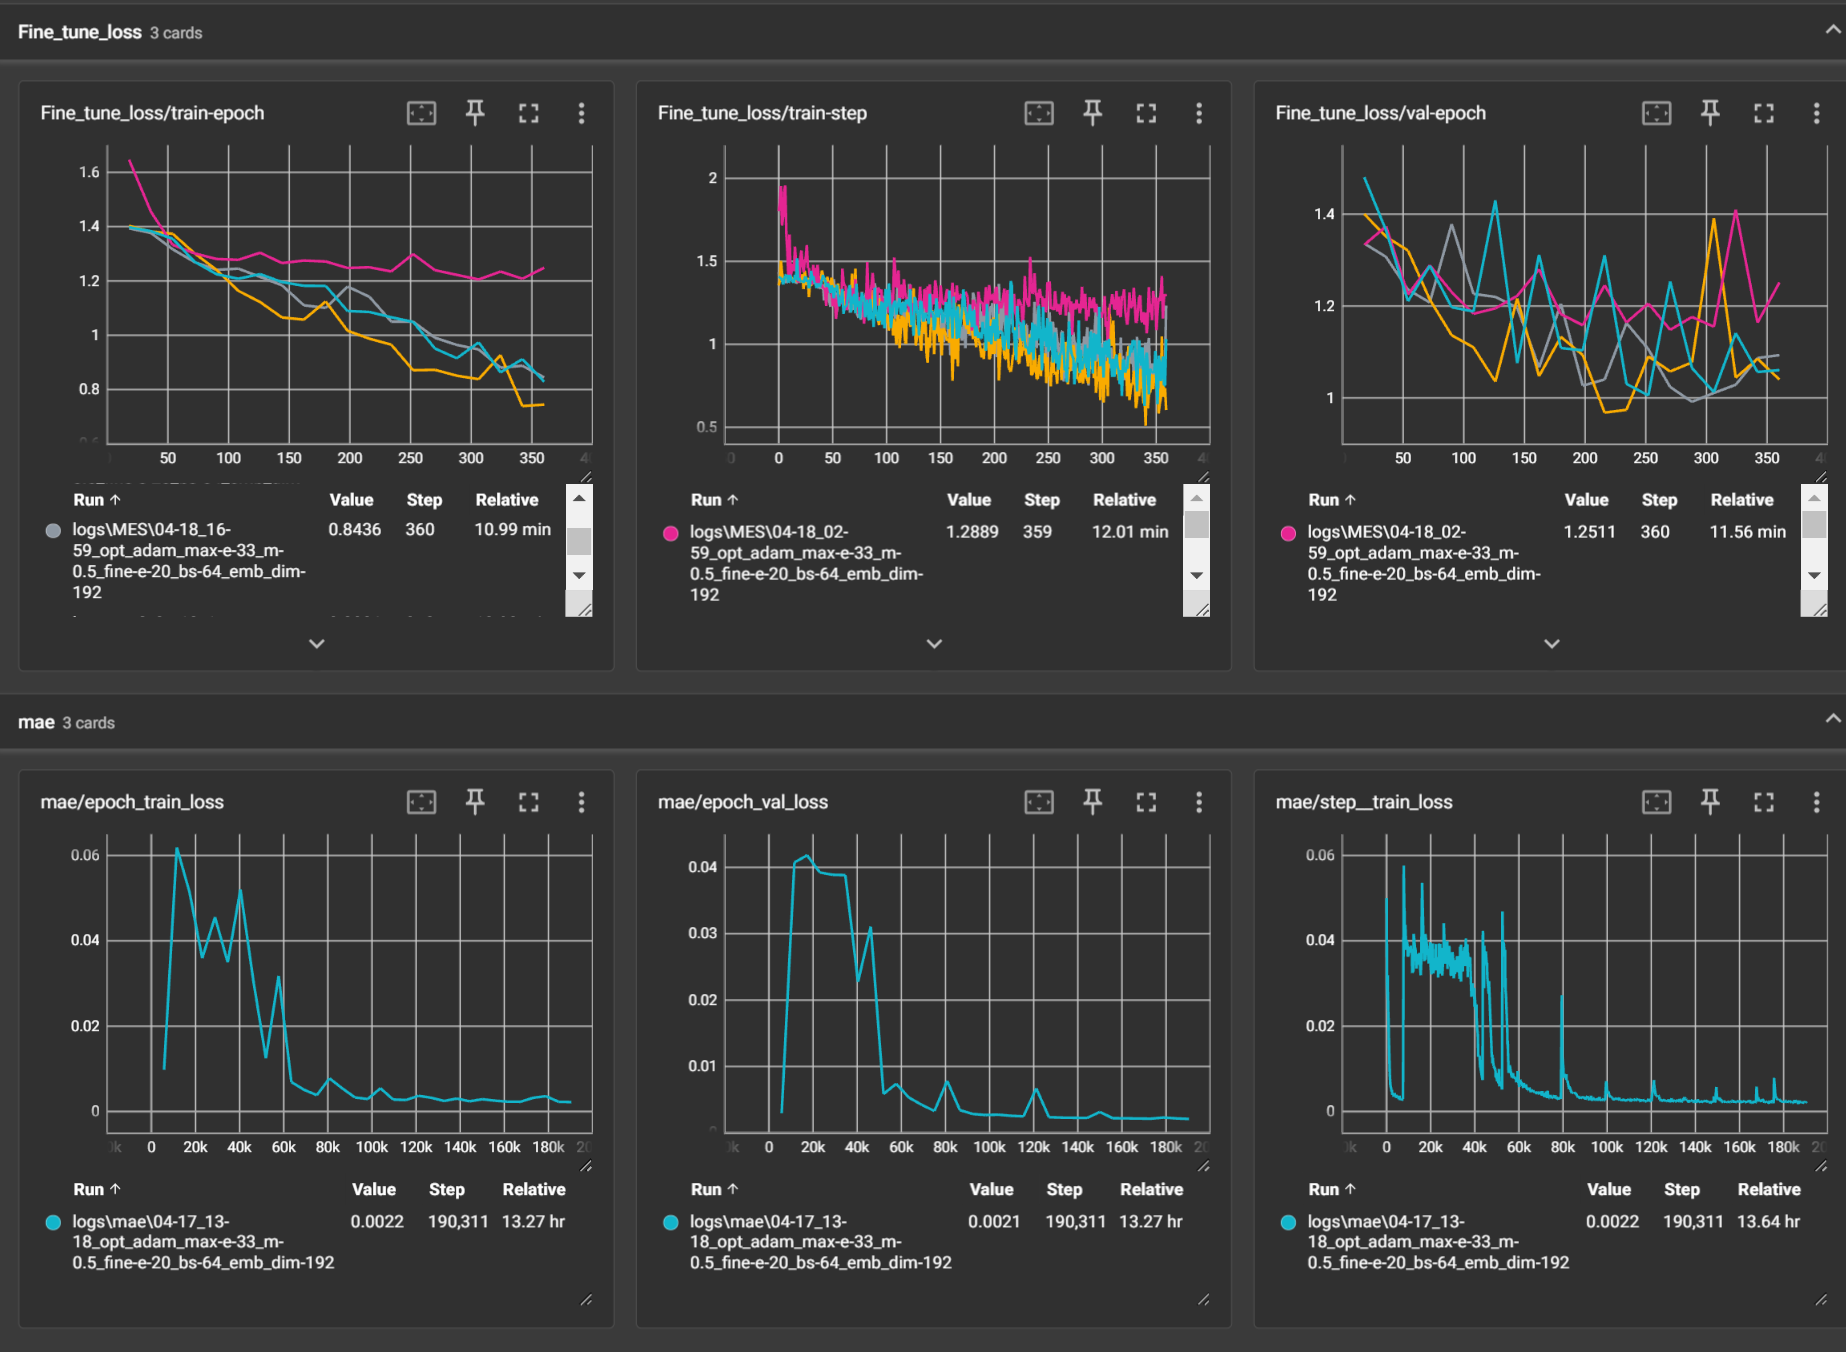 Fine_tune_loss 3 cards
Fine_tune_loss/train-epoch
1.6
1.4
1.2
1
0.8
50 100 150 200 250 300 350
Run ↑ Value Step Relative
logs\MES\04-18_16- 0.8436 360 10.99 min
59_opt_adam_max-e-33_m-
0.5_fine-e-20_bs-64_emb_dim-
192
Fine_tune_loss/train-step
2
1.5
1
0.5
0 50 100 150 200 250 300 350
Run ↑ Value Step Relative
logs\MES\04-18_02- 1.2889 359 12.01 min
59_opt_adam_max-e-33_m-
0.5_fine-e-20_bs-64_emb_dim-
192
Fine_tune_loss/val-epoch
1.4
1.2
1
50 100 150 200 250 300 350
Run ↑ Value Step Relative
logs\MES\04-18_02- 1.2511 360 11.56 min
59_opt_adam_max-e-33_m-
0.5_fine-e-20_bs-64_emb_dim-
192
mae 3 cards
mae/epoch_train_loss
0.06
0.04
0.02
0
0 20k 40k 60k 80k 100k 120k 140k 160k 180k
Run ↑ Value Step Relative
logs\mae\04-17_13- 0.0022 190,311 13.27 hr
18_opt_adam_max-e-33_m-
0.5_fine-e-20_bs-64_emb_dim-192
mae/epoch_val_loss
0.04
0.03
0.02
0.01
0 20k 40k 60k 80k 100k 120k 140k 160k 180k
Run ↑ Value Step Relative
logs\mae\04-17_13- 0.0021 190,311 13.27 hr
18_opt_adam_max-e-33_m-
0.5_fine-e-20_bs-64_emb_dim-192
mae/step__train_loss
0.06
0.04
0.02
0
0 20k 40k 60k 80k 100k 120k 140k 160k 180k
Run ↑ Value Step Relative
logs\mae\04-17_13- 0.0022 190,311 13.64 hr
18_opt_adam_max-e-33_m-
0.5_fine-e-20_bs-64_emb_dim-192